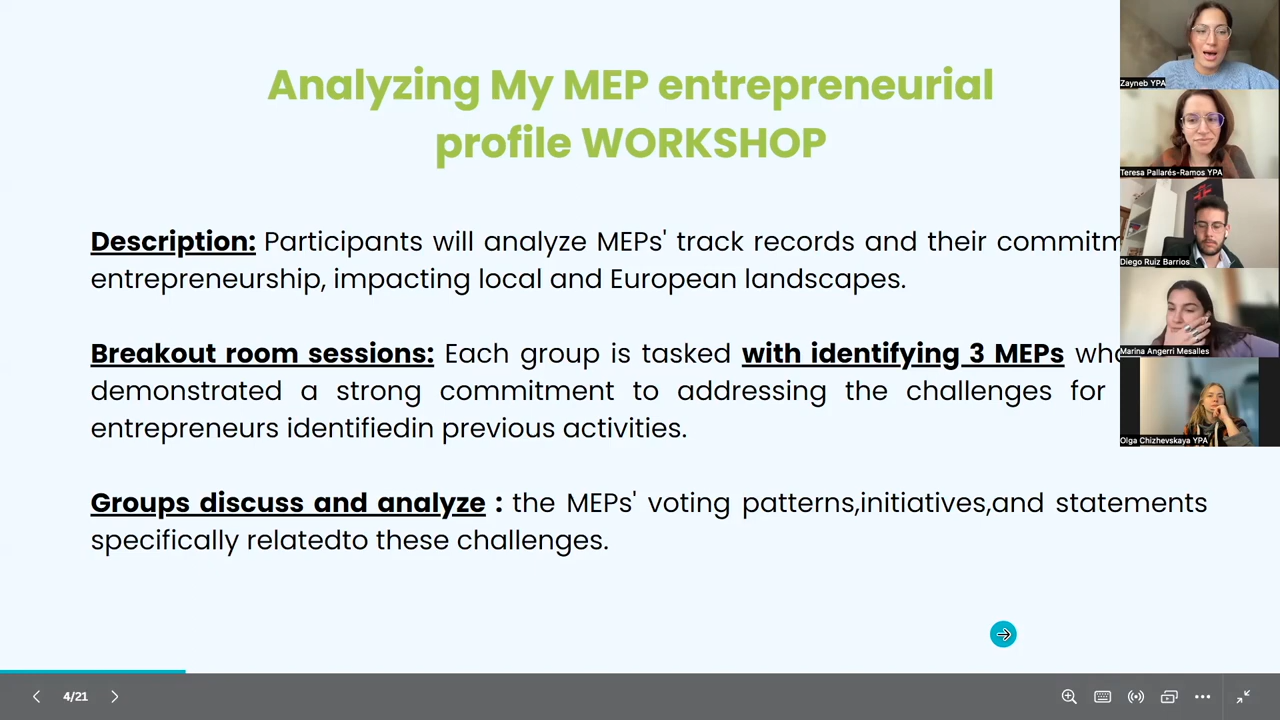 Analyzing My MEP entrepreneurial
profile WORKSHOP
Description: Participants will analyze MEPs' track records and their
entrepreneurship, impacting local and European landscapes.
Breakout room sessions: Each group is tasked with identifying 3 MEPs
demonstrated a strong commitment to addressing the challenges for
entrepreneurs identifiedin previous activities.
Groups discuss and analyze : the MEPs' voting patterns,initiatives,and statements
specifically relatedto these challenges.
4/21
Zayneb YPA
Teresa Pallarés-Ramos YPA
Diego Ruiz Barrios
Marina Angerri Mesalles
Olga Chizhevskaya YPA